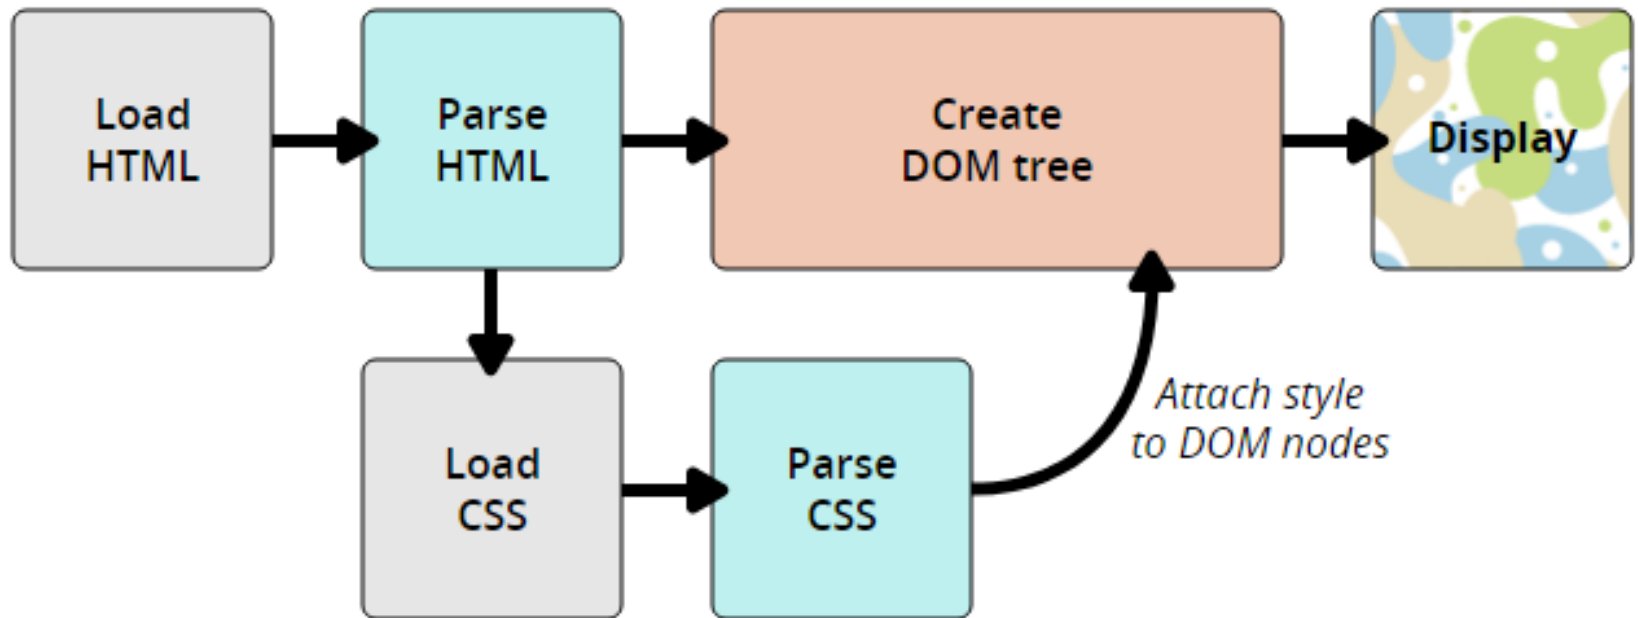 Load
HTML
Parse
HTML
Create
DOM tree
Display
Load
CSS
Parse
CSS
Attach style
to DOM nodes